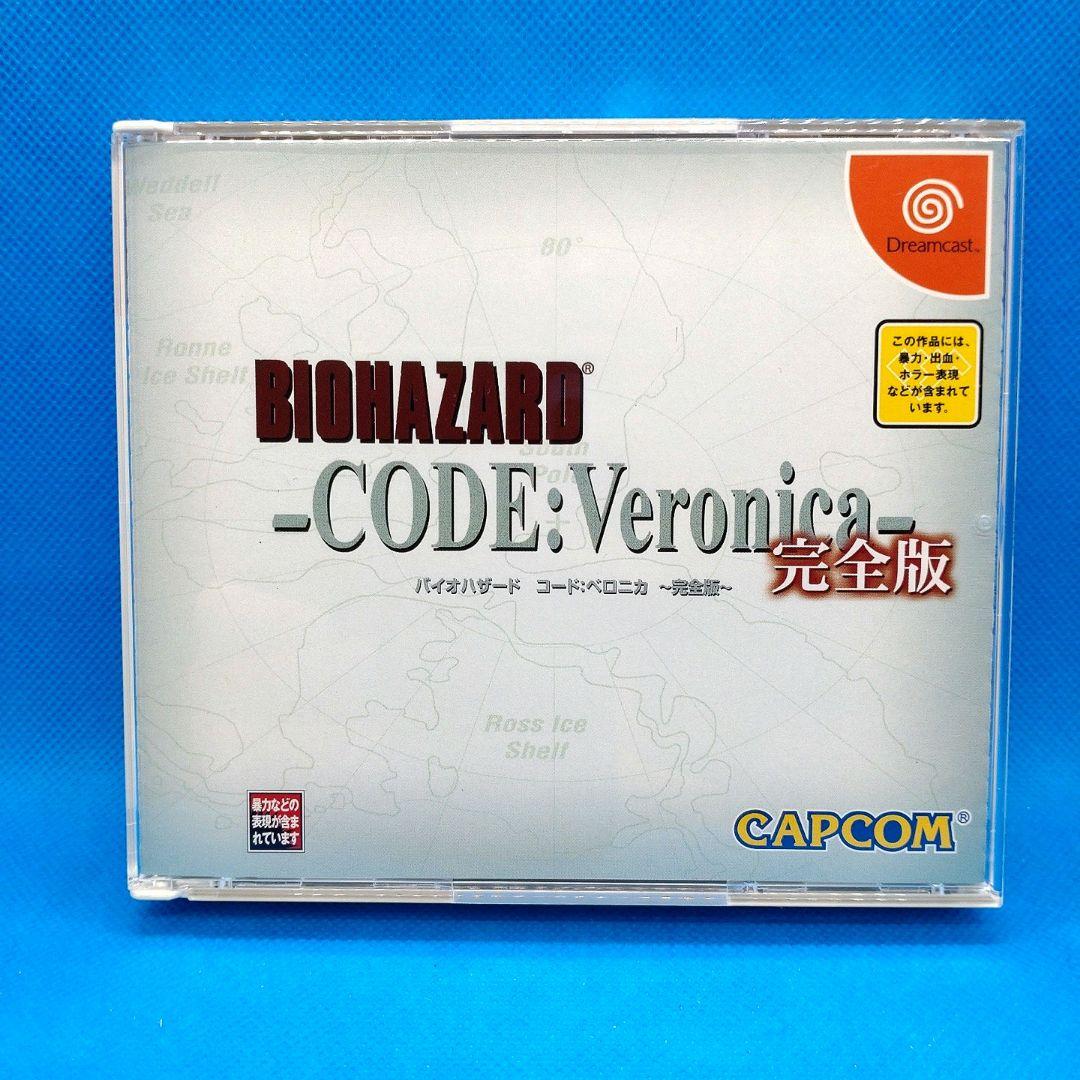 Weddell
Sea
80°
Dreamcast™
この作品には、
暴力・出血・
ホラー表現
などが含まれて
います。
Ronne
Ice Shelf
BIOHAZARD®
South
Pole
-CODE:Veronica-
完全版
バイオハザード コード:ベロニカ ～完全版～
Ross Ice
Shelf
暴力などの
表現が含ま
れています
CAPCOM®